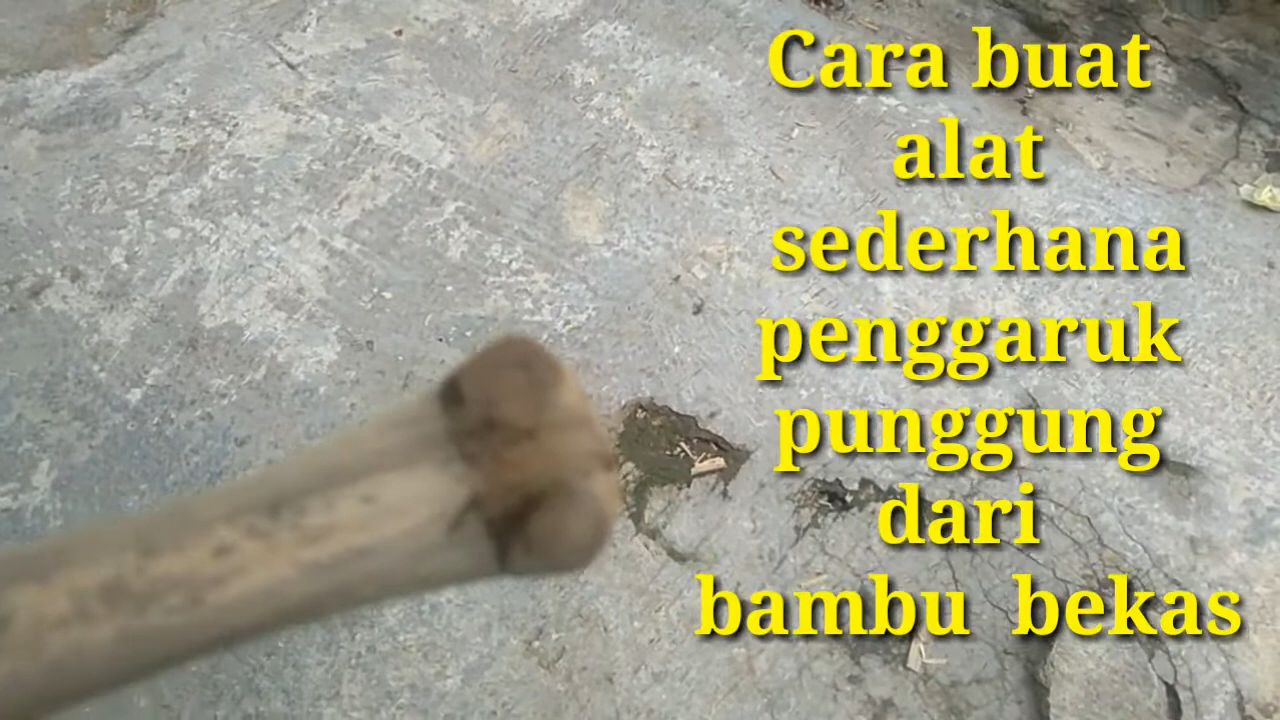 Cara buat
alat
sederhana
penggaruk
punggung
dari
bambu bekas